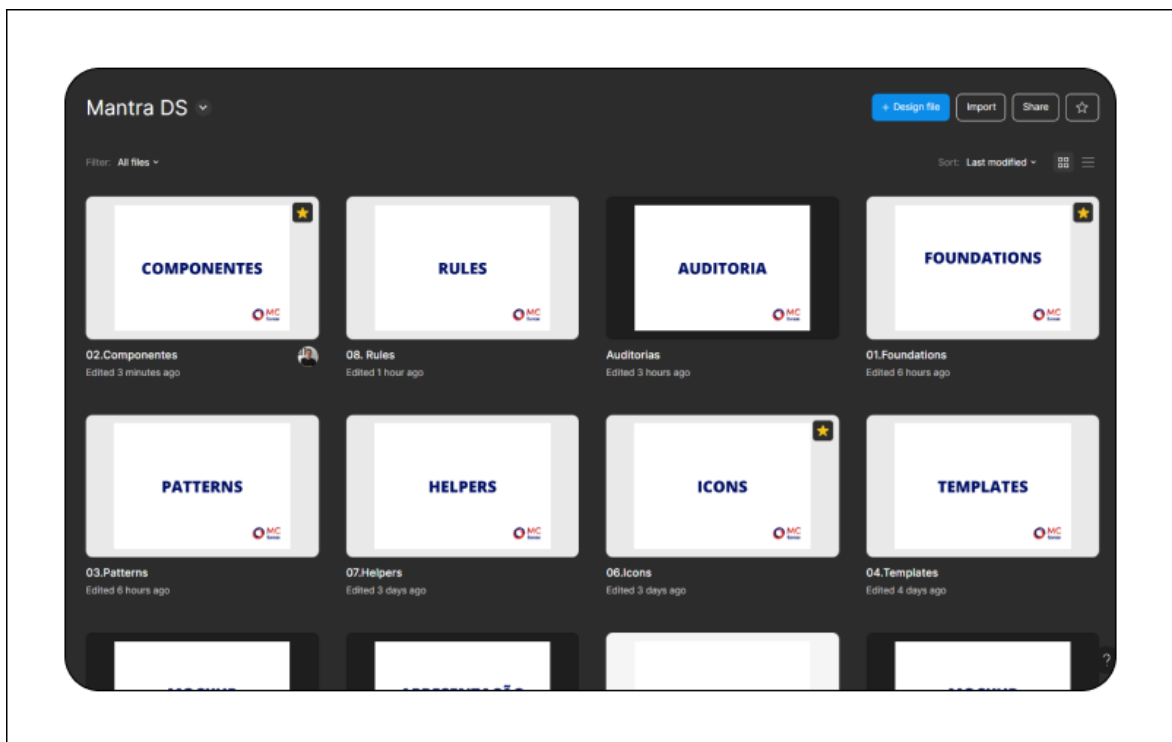 Mantra DS
+ Design file Import Share
Filter: All files Sort: Last modified
COMPONENTES
MC
RULES
MC
AUDITORIA
MC
FOUNDATIONS
MC
02.Componentes
Edited 3 minutes ago
08. Rules
Edited 1 hour ago
Auditorias
Edited 3 hours ago
01.Foundations
Edited 6 hours ago
PATTERNS
MC
HELPERS
MC
ICONS
MC
TEMPLATES
MC
03.Patterns
Edited 6 hours ago
07.Helpers
Edited 3 days ago
06.Icons
Edited 3 days ago
04.Templates
Edited 4 days ago
?